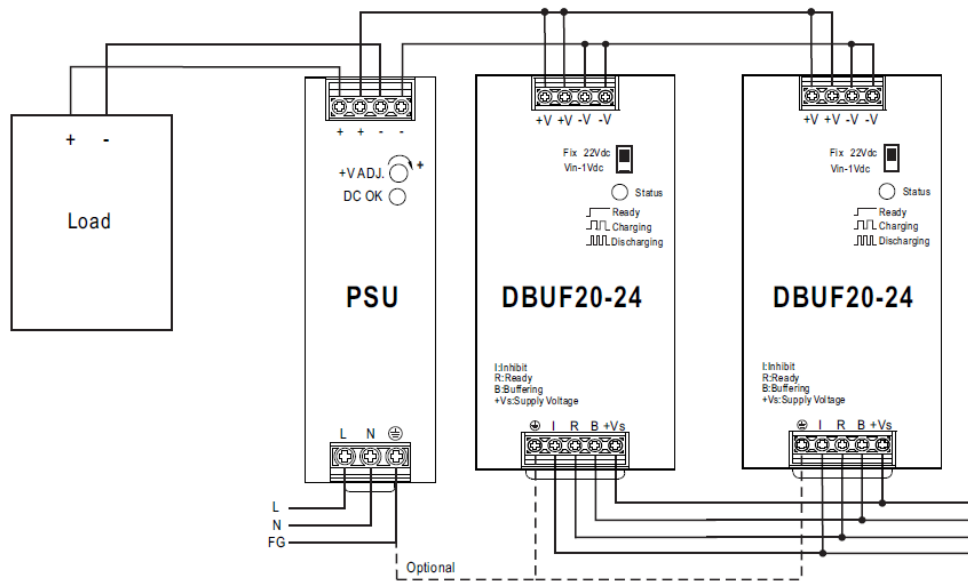 + -
Load
+ + - -
+V ADJ. +
DC OK
PSU
L N
L
N
FG
Optional
+V +V -V -V
Fix 22Vdc
Vin-1Vdc
Status
Ready
Charging
Discharging
DBUF20-24
I:Inhibit
R:Ready
B:Buffering
+Vs:Supply Voltage
I R B +Vs
+V +V -V -V
Fix 22Vdc
Vin-1Vdc
Status
Ready
Charging
Discharging
DBUF20-24
I:Inhibit
R:Ready
B:Buffering
+Vs:Supply Voltage
I R B +Vs